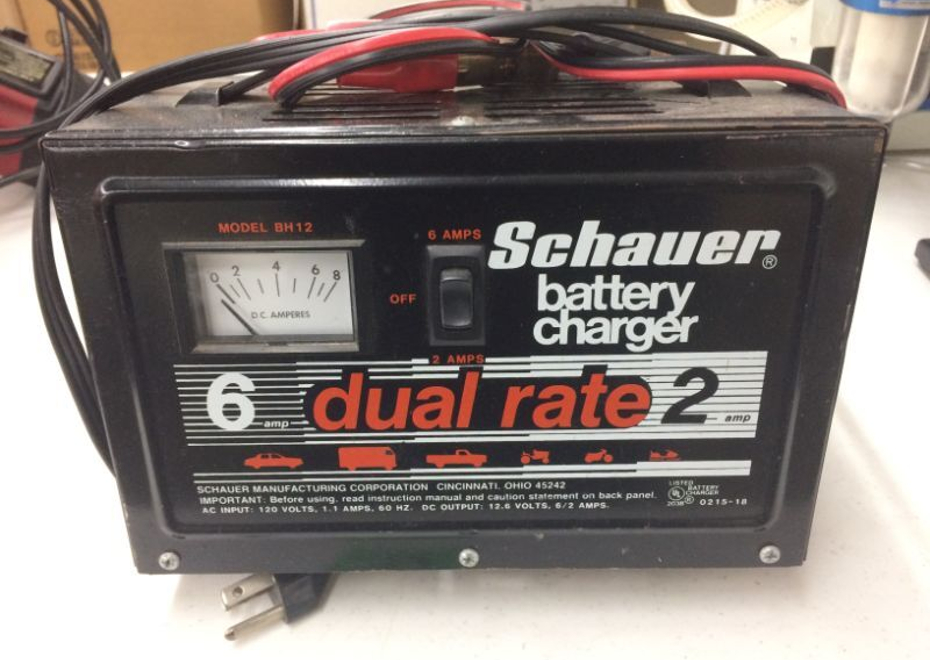 MODEL BH12
0 2 4 6 8
D.C. AMPERES
6 AMPS
OFF
2 AMPS
Schauer®
battery
charger
6 amp dual rate 2 amp
SCHAUER MANUFACTURING CORPORATION CINCINNATI, OHIO 45242
IMPORTANT: Before using, read instruction manual and caution statement on back panel.
AC INPUT: 120 VOLTS, 1.1 AMPS, 60 HZ. DC OUTPUT: 12.6 VOLTS, 6/2 AMPS.
LISTED
UL BATTERY
CHARGER
203B 0215-18